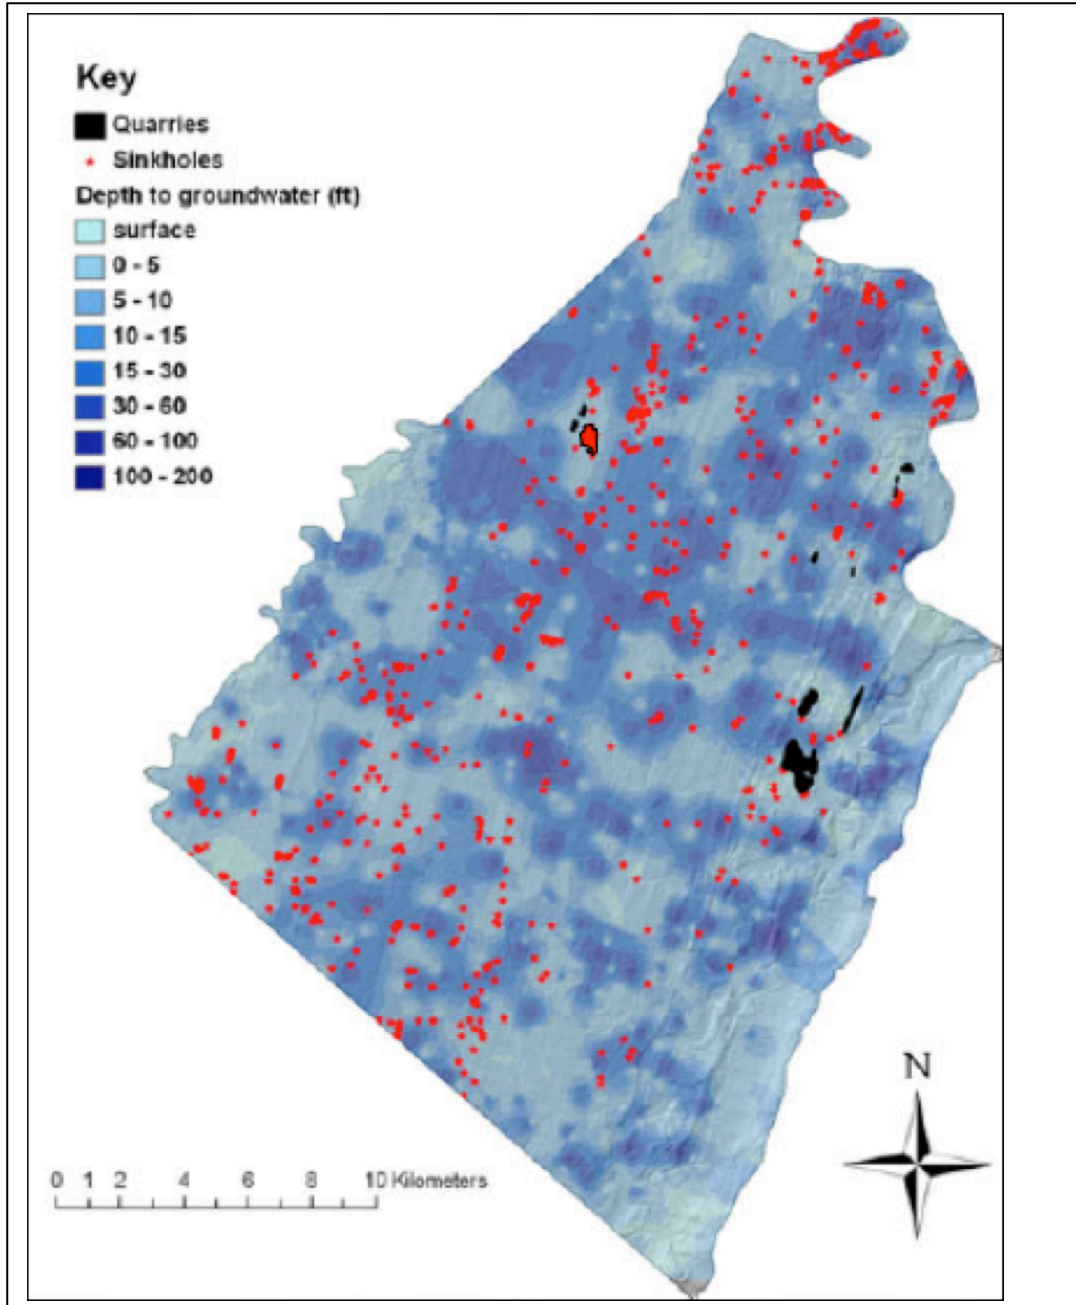 Key
Quarries
Sinkholes
Depth to groundwater (ft)
surface
0 - 5
5 - 10
10 - 15
15 - 30
30 - 60
60 - 100
100 - 200
N
0 1 2 4 6 8 10 Kilometers